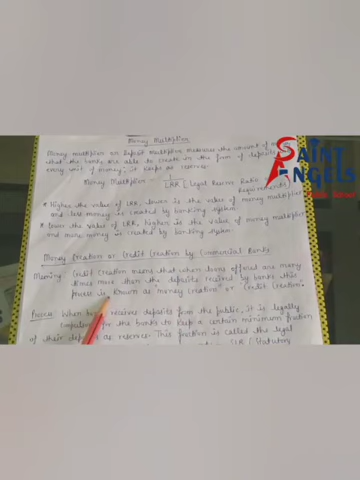 Money Multiplier
Money multiplier or Deposit multiplier measures the amount of money
that the banks are able to create in the form of deposits with
every unit of money it keeps as reserves.
SAINT
ANGELS
Money Multiplier = 1/LRR [Legal Reserve Ratio
Requirements]
* Higher the value of LRR, lower is the value of money multiplier
and less money is created by banking system.
* Lower the value of LRR, higher is the value of money multiplier
and more money is created by banking system.
Money Creation or Credit Creation by Commercial Banks
Meaning Credit Creation means that when loans offered are many
times more than the deposits received by banks this
process is known as "money creation" or "credit creation".
Process: When banks receive deposits from the public, it is legally
compulsory for the banks to keep a certain minimum fraction
of their deposits as reserves. This fraction is called the legal
SLR (Statutory